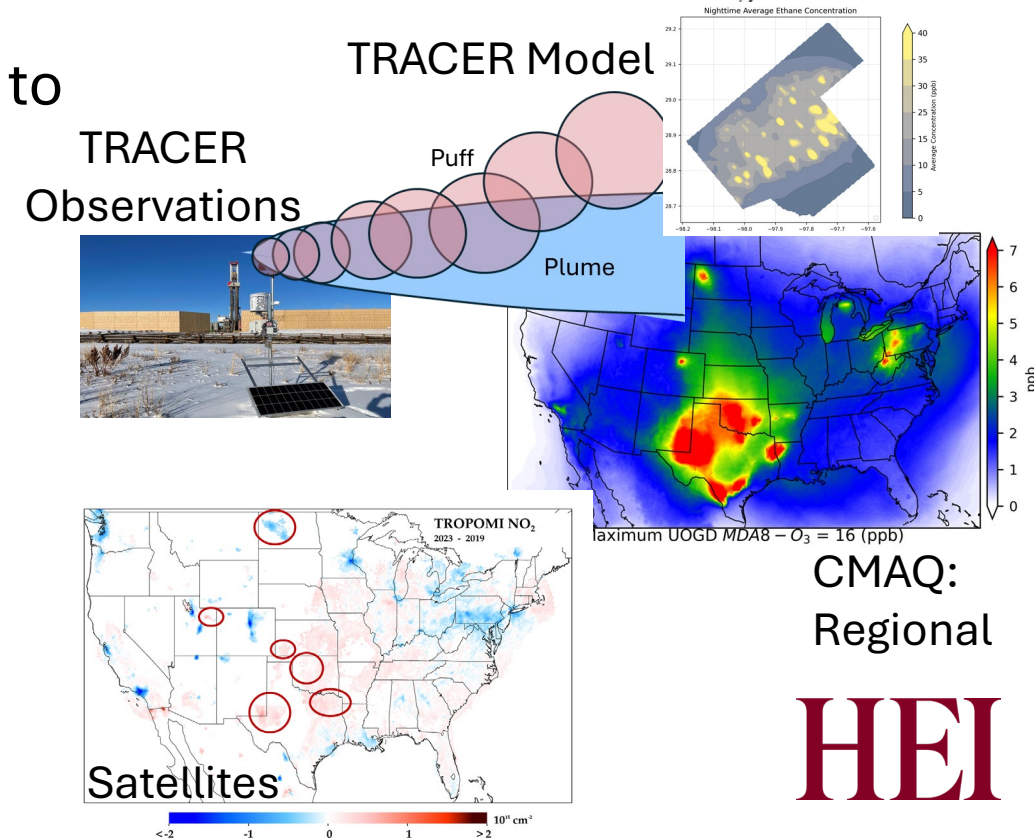 to
TRACER
Observations
TRACER Model
Puff
Plume
Nighttime Average Ethane Concentration
29.2
29.1
29.0
28.9
28.8
28.7
−98.2 −98.1 −98.0 −97.9 −97.8 −97.7 −97.6
40
35
30
25
20
15
10
5
0
Average Concentration (ppb)
7
6
5
4
3
2
1
0
ppb
aximum UOGD MDA8 − O₃ = 16 (ppb)
CMAQ:
Regional
TROPOMI NO₂
2023 - 2019
Satellites
<-2 -1 0 1 >2
10¹⁵ cm⁻²
HEI